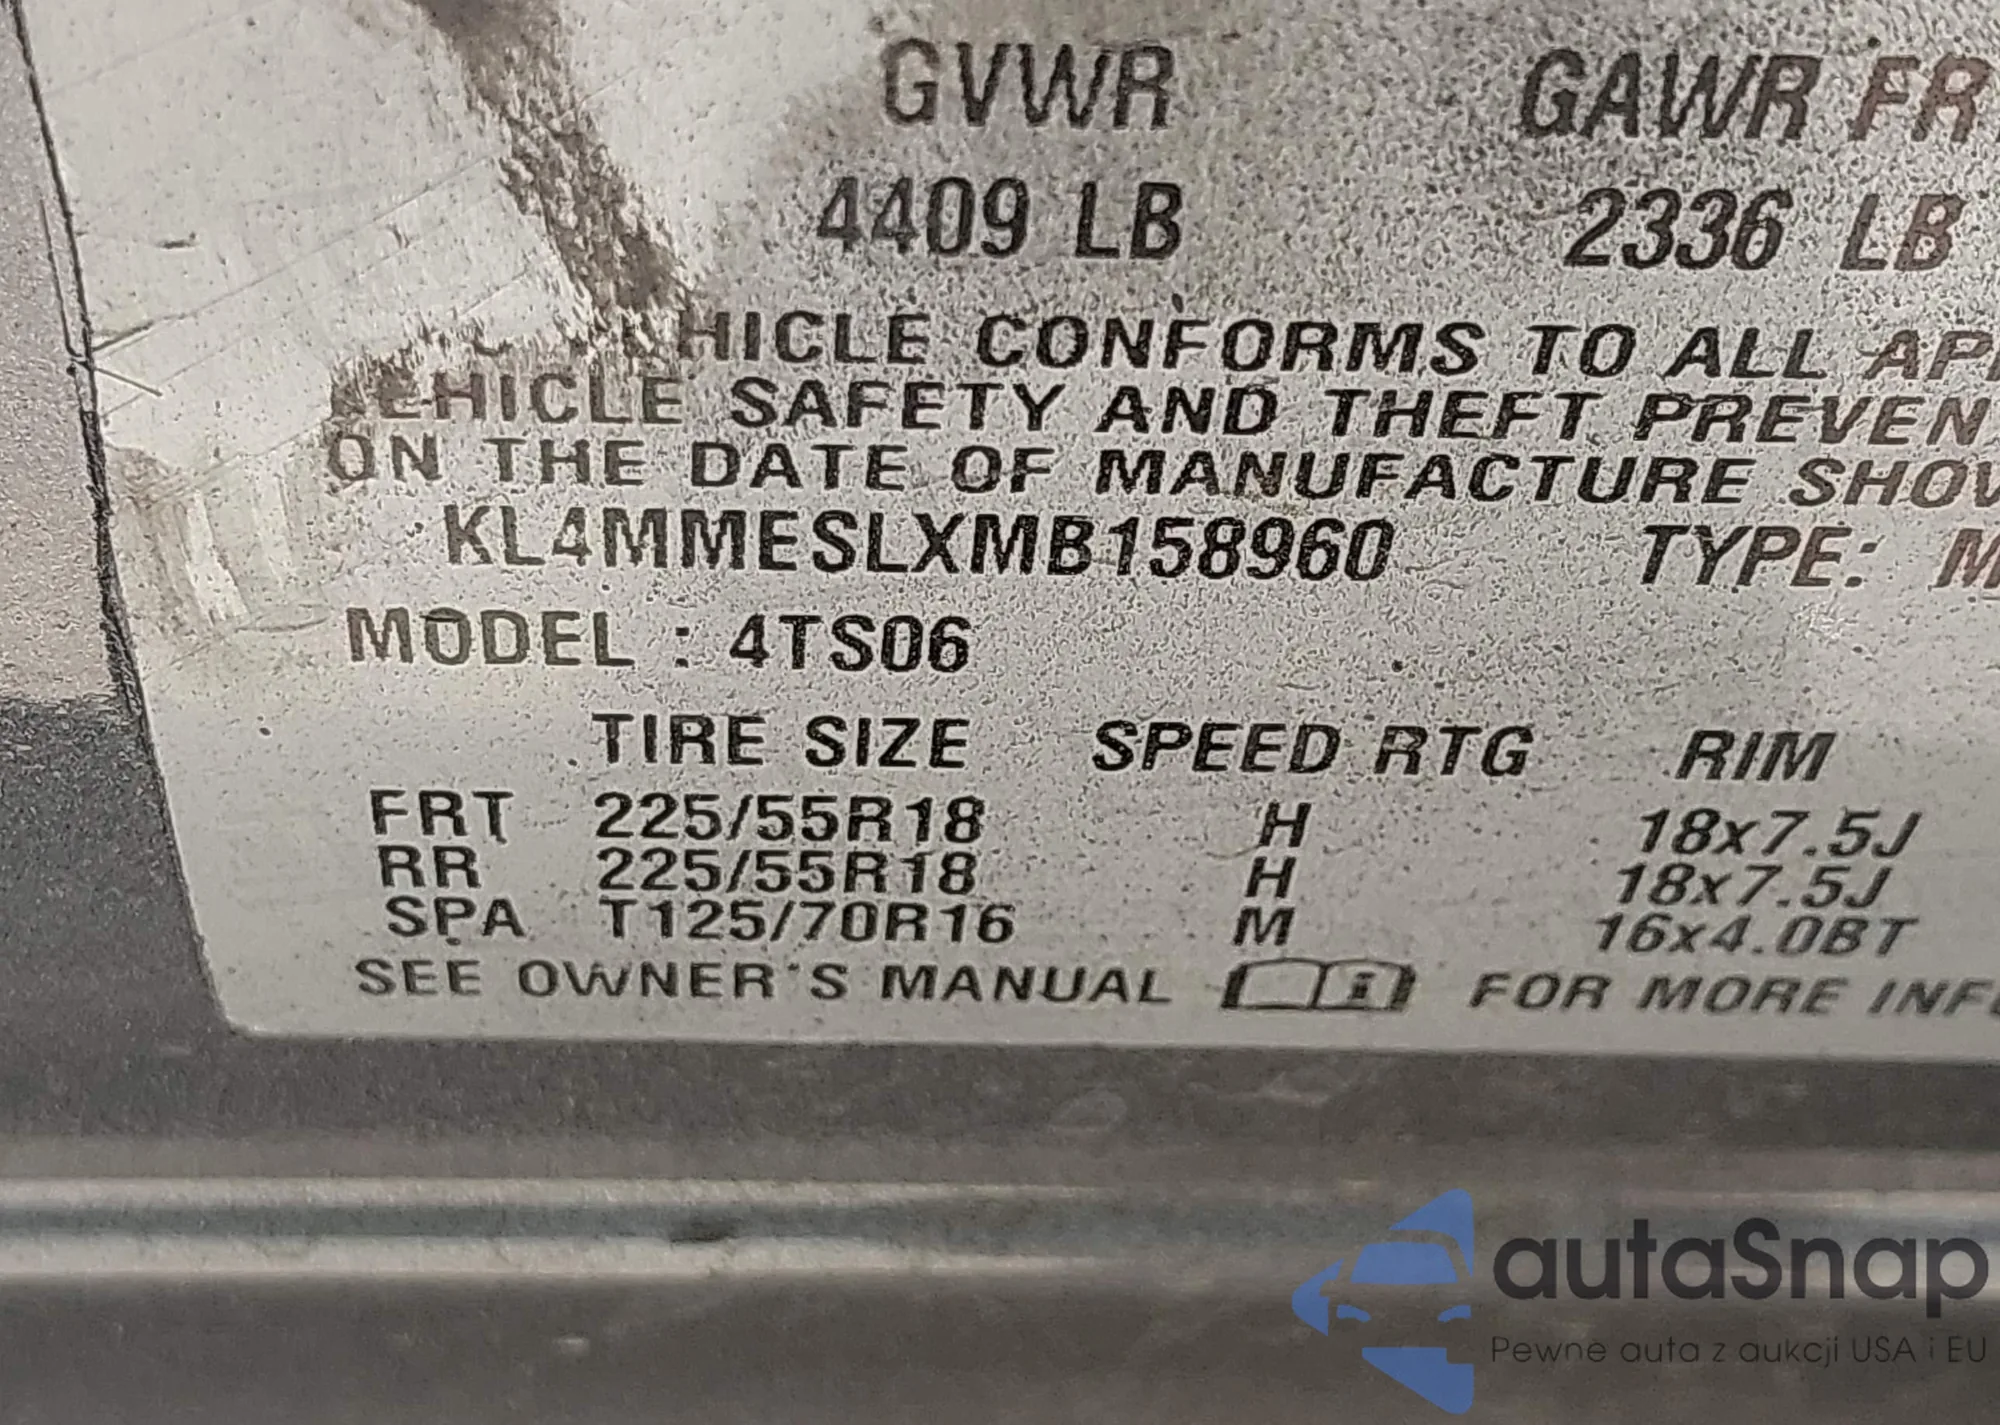 GVWR GAWR FR
4409 LB 2336 LB
HICLE CONFORMS TO ALL
VEHICLE SAFETY AND THEFT PREVEN
ON THE DATE OF MANUFACTURE SHOW
KL4MMESLXMB158960 TYPE: M
MODEL : 4TS06
TIRE SIZE SPEED RTG RIM
FRT 225/55R18 H 18x7.5J
RR 225/55R18 H 18x7.5J
SPA T125/70R16 M 16x4.0BT
SEE OWNER'S MANUAL FOR MORE INF
autaSnap
Pewne auta z aukcji USA i EU